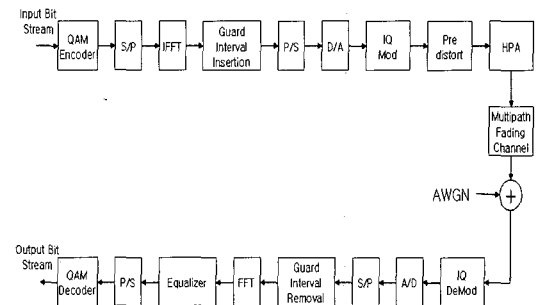 Input Bit
Stream
QAM
Encoder
S/P
IFFT
Guard
Interval
Insertion
P/S
D/A
IQ
Mod
Pre
distort
HPA
Multipath
Fading
Channel
AWGN
+
Output Bit
Stream
QAM
Decoder
P/S
Equalizer
FFT
Guard
Interval
Removal
S/P
A/D
IQ
DeMod